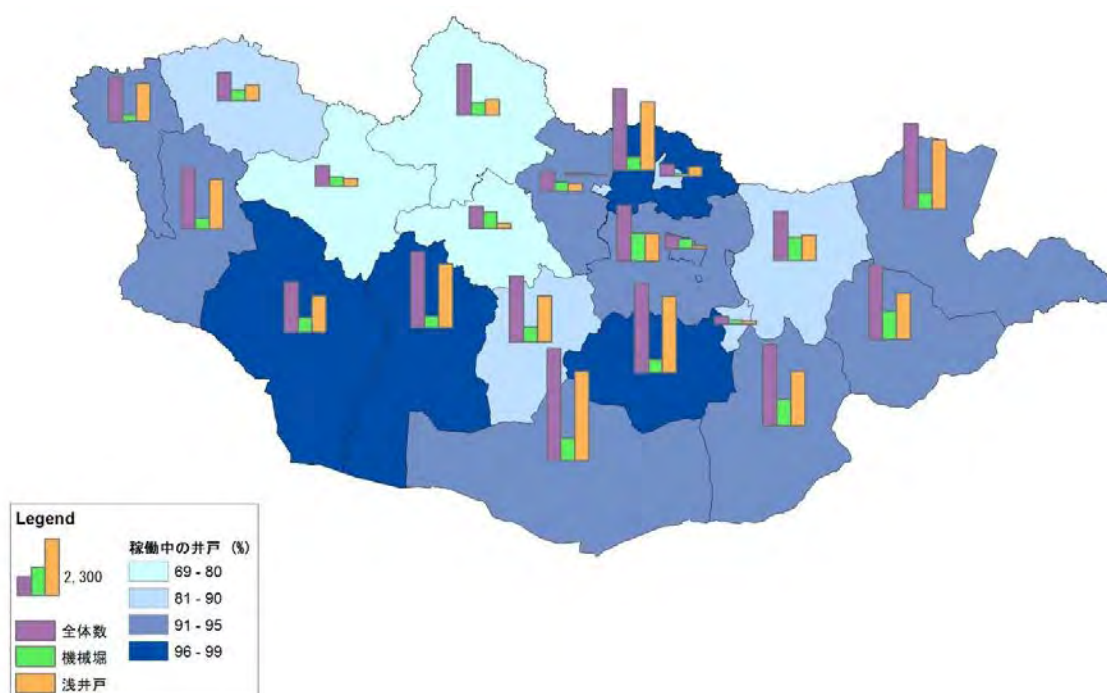 Legend
2, 300
全体数
機械堀
浅井戸
稼働中の井戸 (%)
69 - 80
81 - 90
91 - 95
96 - 99